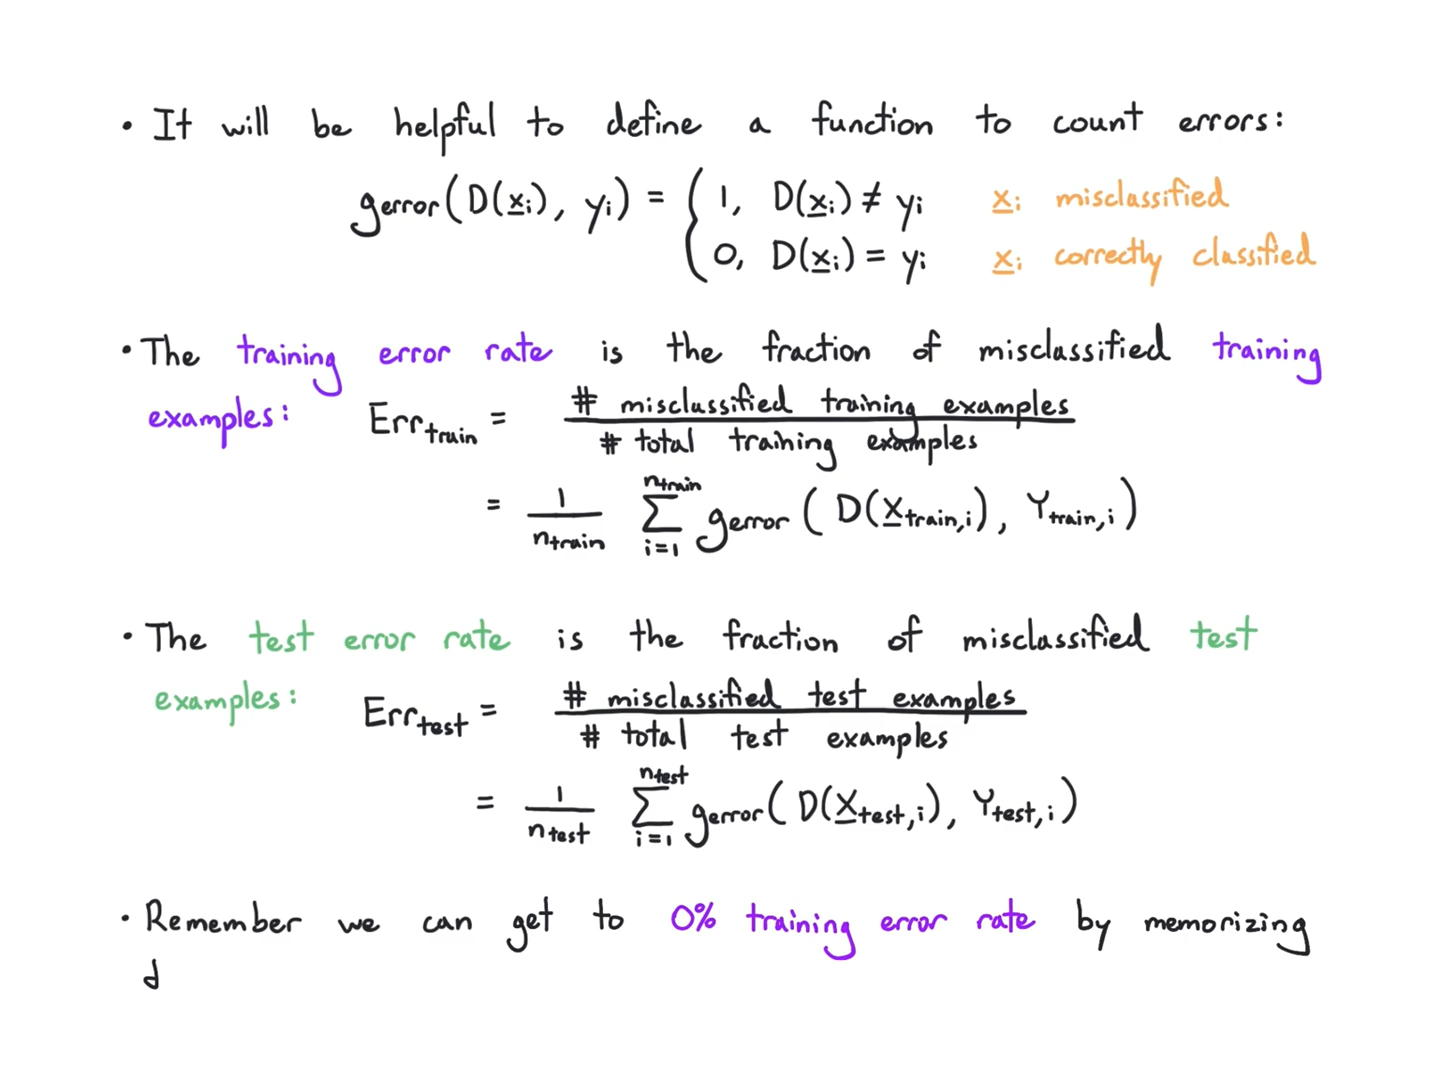 • It will be helpful to define a function to count errors:
g_error(D(x_i), y_i) = { 1, D(x_i) ≠ y_i x_i misclassified
0, D(x_i) = y_i x_i correctly classified
• The training error rate is the fraction of misclassified training
examples: Err_train = # misclassified training examples / # total training examples
= 1/n_train Σ_{i=1}^{n_train} g_error(D(X_train,i), Y_train,i)
• The test error rate is the fraction of misclassified test
examples: Err_test = # misclassified test examples / # total test examples
= 1/n_test Σ_{i=1}^{n_test} g_error(D(X_test,i), Y_test,i)
• Remember we can get to 0% training error rate by memorizing
d